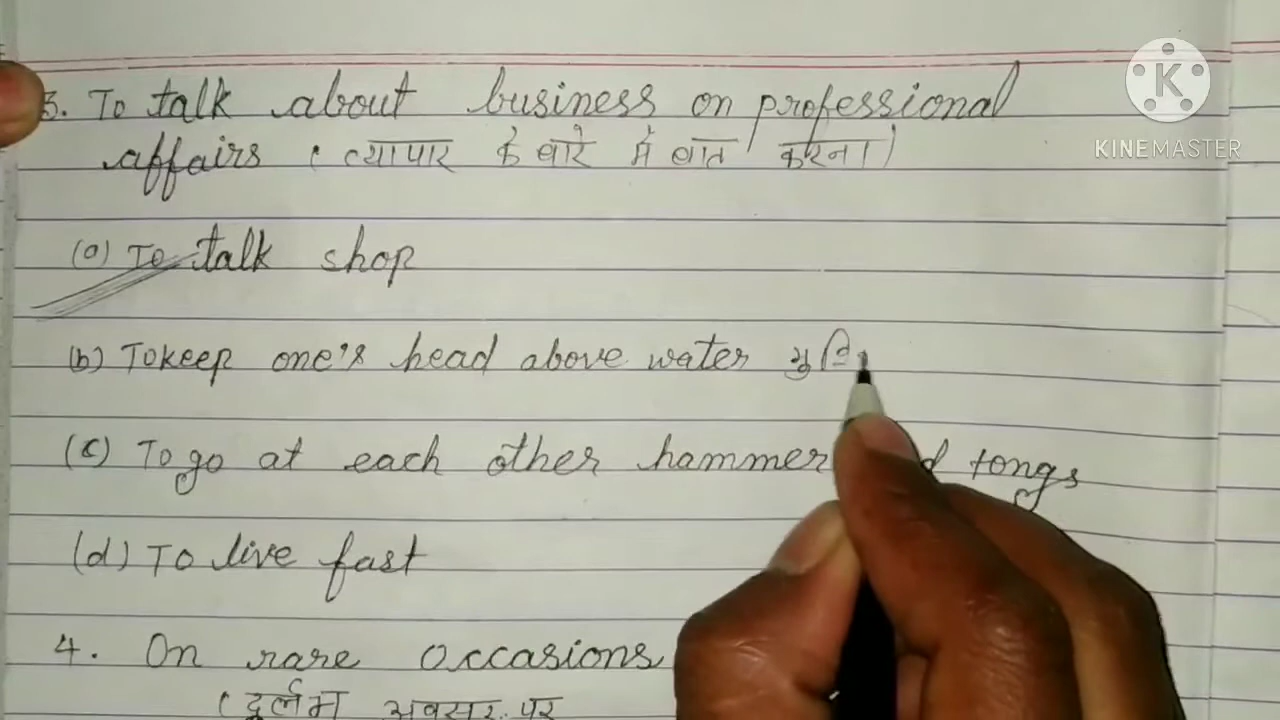 3. To talk about business on professional
affairs (व्यापार के बारे में बात करना)
(a) To talk shop
(b) To keep one's head above water
(c) To go at each other hammer tongs
(d) To live fast
4. On rare occasions
(दुर्लभ अवसर पर
K
KINEMASTER